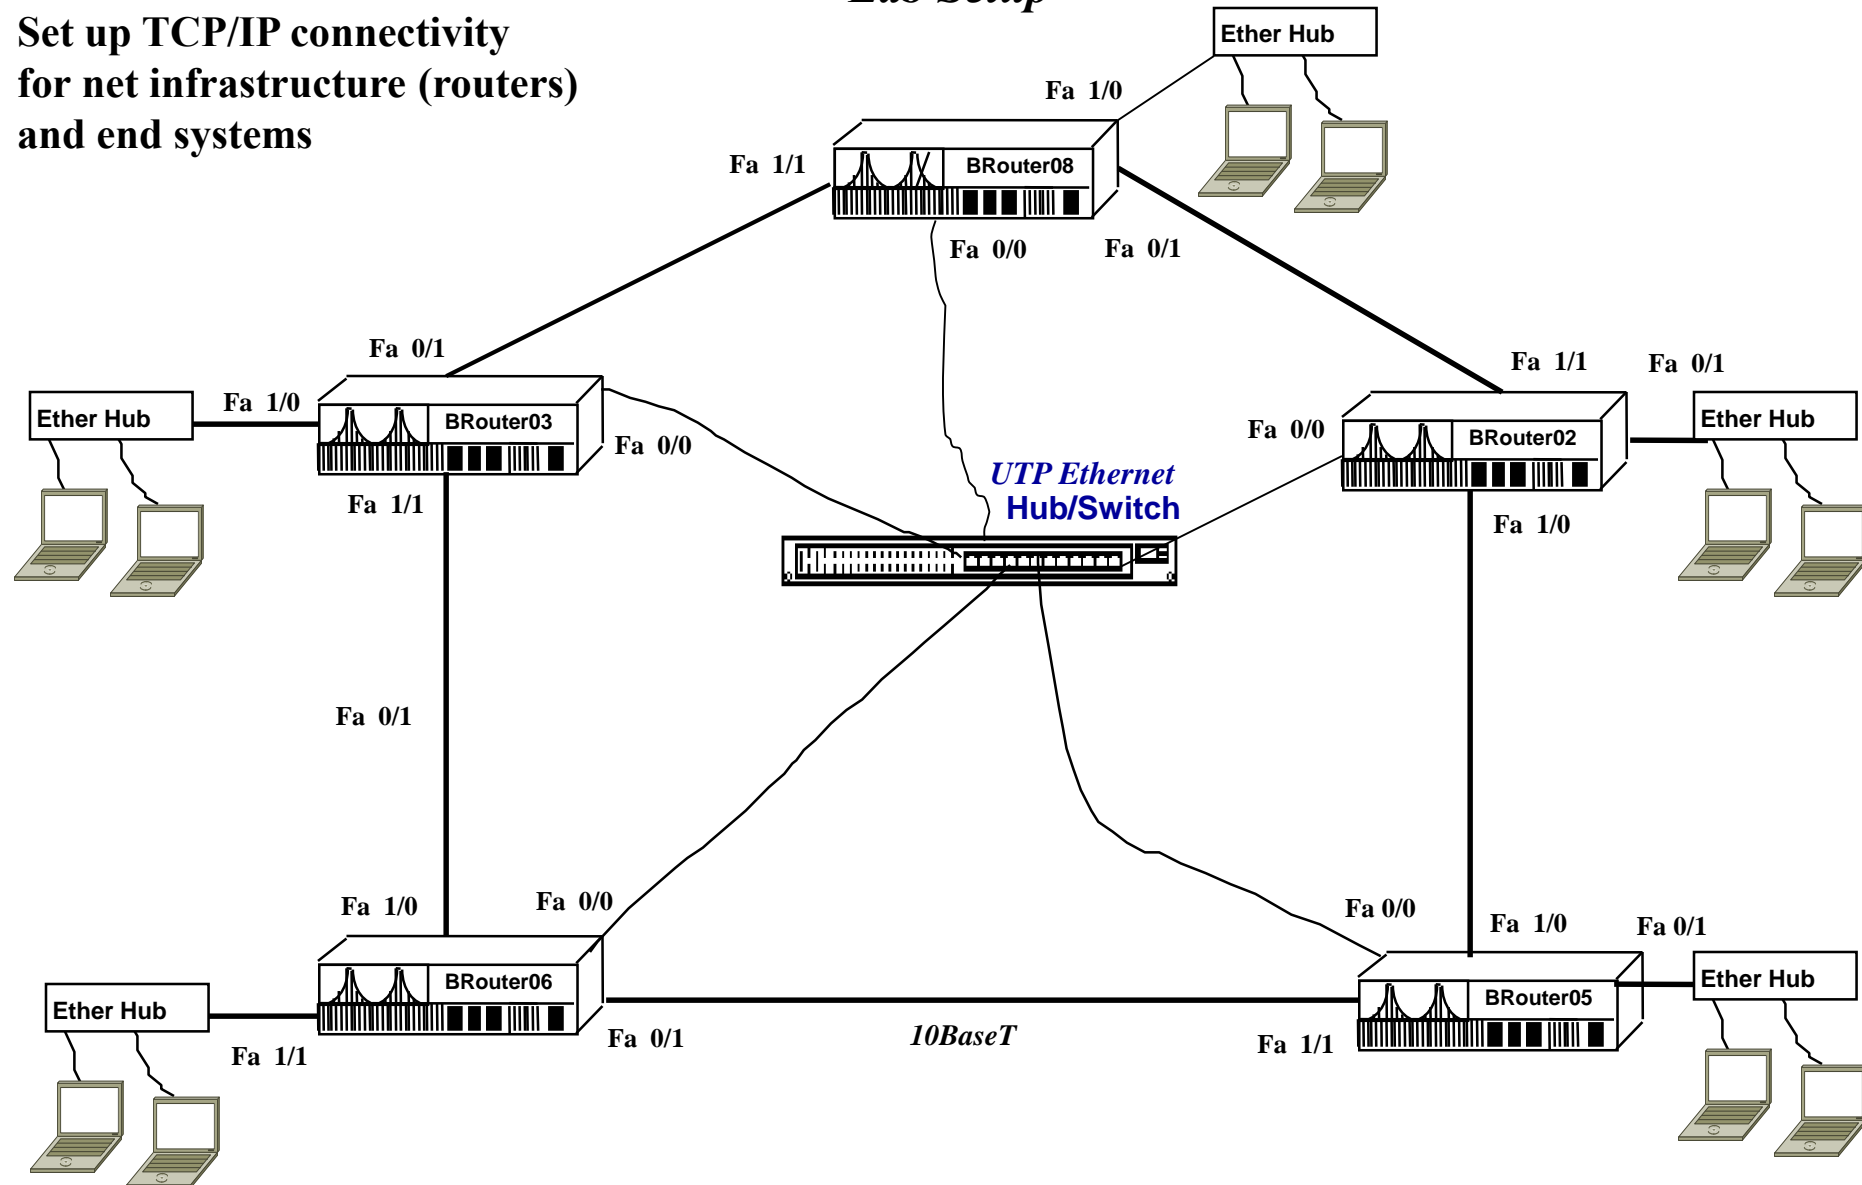 Lab Setup
Set up TCP/IP connectivity
for net infrastructure (routers)
and end systems
Ether Hub
Fa 1/0
Fa 1/1
BRouter08
Fa 0/0
Fa 0/1
Fa 0/1
Fa 1/1
Fa 0/1
Ether Hub
Fa 1/0
BRouter03
Fa 0/0
Fa 0/0
BRouter02
Ether Hub
UTP Ethernet
Hub/Switch
Fa 1/1
Fa 1/0
Fa 0/1
Fa 1/0
Fa 0/0
Fa 0/0
Fa 1/0
Fa 0/1
Ether Hub
BRouter06
BRouter05
Ether Hub
Fa 1/1
Fa 0/1
10BaseT
Fa 1/1